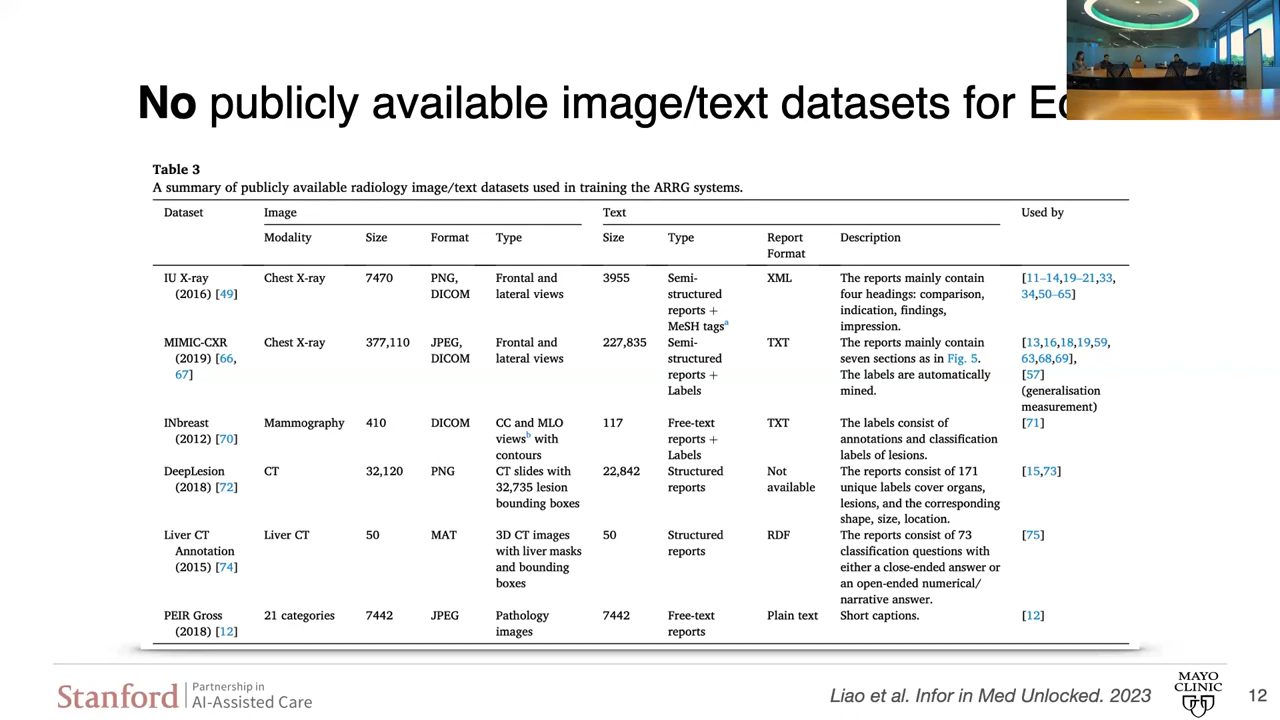 No publicly available image/text datasets for
Table 3
A summary of publicly available radiology image/text datasets used in training the ARRG systems.
Dataset Image Text Used by
Modality Size Format Type Size Type Report Format Description
IU X-ray (2016) [49] Chest X-ray 7470 PNG, DICOM Frontal and lateral views 3955 Semi-structured reports + MeSH tagsa XML The reports mainly contain four headings: comparison, indication, findings, impression. [11–14,19–21,33,34,50–65]
MIMIC-CXR (2019) [66,67] Chest X-ray 377,110 JPEG, DICOM Frontal and lateral views 227,835 Semi-structured reports + Labels TXT The reports mainly contain seven sections as in Fig. 5. The labels are automatically mined. [13,16,18,19,59,63,68,69], [57] (generalisation measurement)
INbreast (2012) [70] Mammography 410 DICOM CC and MLO viewsb with contours 117 Free-text reports + Labels TXT The labels consist of annotations and classification labels of lesions. [71]
DeepLesion (2018) [72] CT 32,120 PNG CT slides with 32,735 lesion bounding boxes 22,842 Structured reports Not available The reports consist of 171 unique labels cover organs, lesions, and the corresponding shape, size, location. [15,73]
Liver CT Annotation (2015) [74] Liver CT 50 MAT 3D CT images with liver masks and bounding boxes 50 Structured reports RDF The reports consist of 73 classification questions with either a close-ended answer or an open-ended numerical/narrative answer. [75]
PEIR Gross (2018) [12] 21 categories 7442 JPEG Pathology images 7442 Free-text reports Plain text Short captions. [12]
Stanford Partnership in AI-Assisted Care
Liao et al. Infor in Med Unlocked. 2023
MAYO CLINIC
12